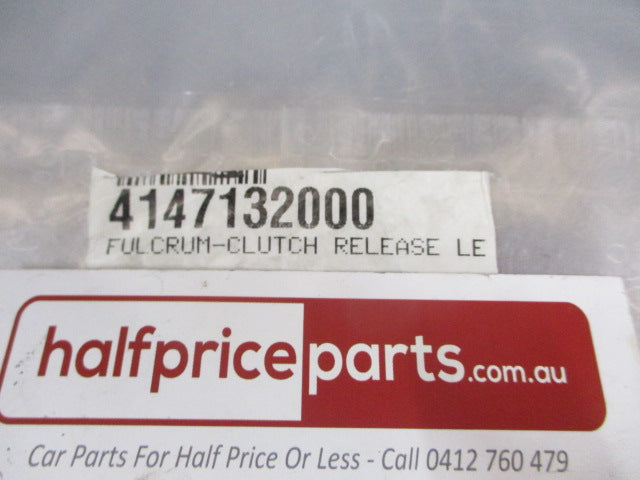 4147132000
FULCRUM-CLUTCH RELEASE LE
halfpriceparts.com.au
Car Parts For Half Price Or Less - Call 0412 760 479